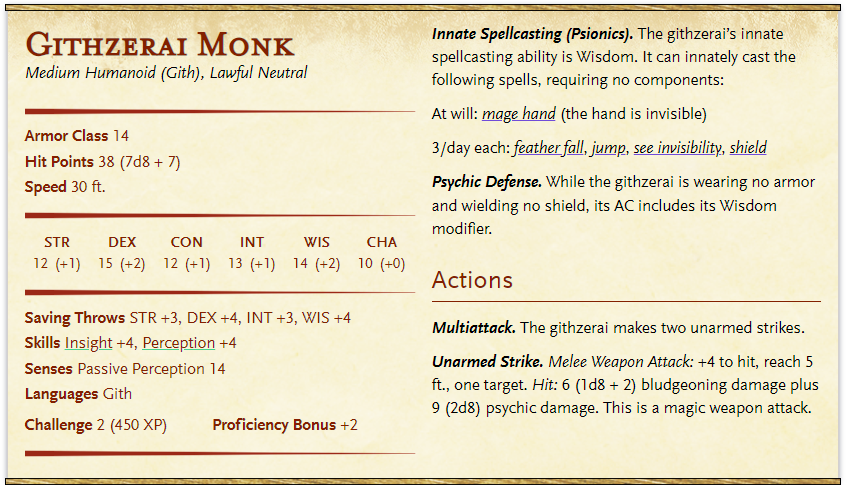 Githzerai Monk
Medium Humanoid (Gith), Lawful Neutral
Armor Class 14
Hit Points 38 (7d8 + 7)
Speed 30 ft.
STR DEX CON INT WIS CHA
12 (+1) 15 (+2) 12 (+1) 13 (+1) 14 (+2) 10 (+0)
Saving Throws STR +3, DEX +4, INT +3, WIS +4
Skills Insight +4, Perception +4
Senses Passive Perception 14
Languages Gith
Challenge 2 (450 XP) Proficiency Bonus +2
Innate Spellcasting (Psionics). The githzerai’s innate
spellcasting ability is Wisdom. It can innately cast the
following spells, requiring no components:
At will: mage hand (the hand is invisible)
3/day each: feather fall, jump, see invisibility, shield
Psychic Defense. While the githzerai is wearing no armor
and wielding no shield, its AC includes its Wisdom
modifier.
Actions
Multiattack. The githzerai makes two unarmed strikes.
Unarmed Strike. Melee Weapon Attack: +4 to hit, reach 5
ft., one target. Hit: 6 (1d8 + 2) bludgeoning damage plus
9 (2d8) psychic damage. This is a magic weapon attack.